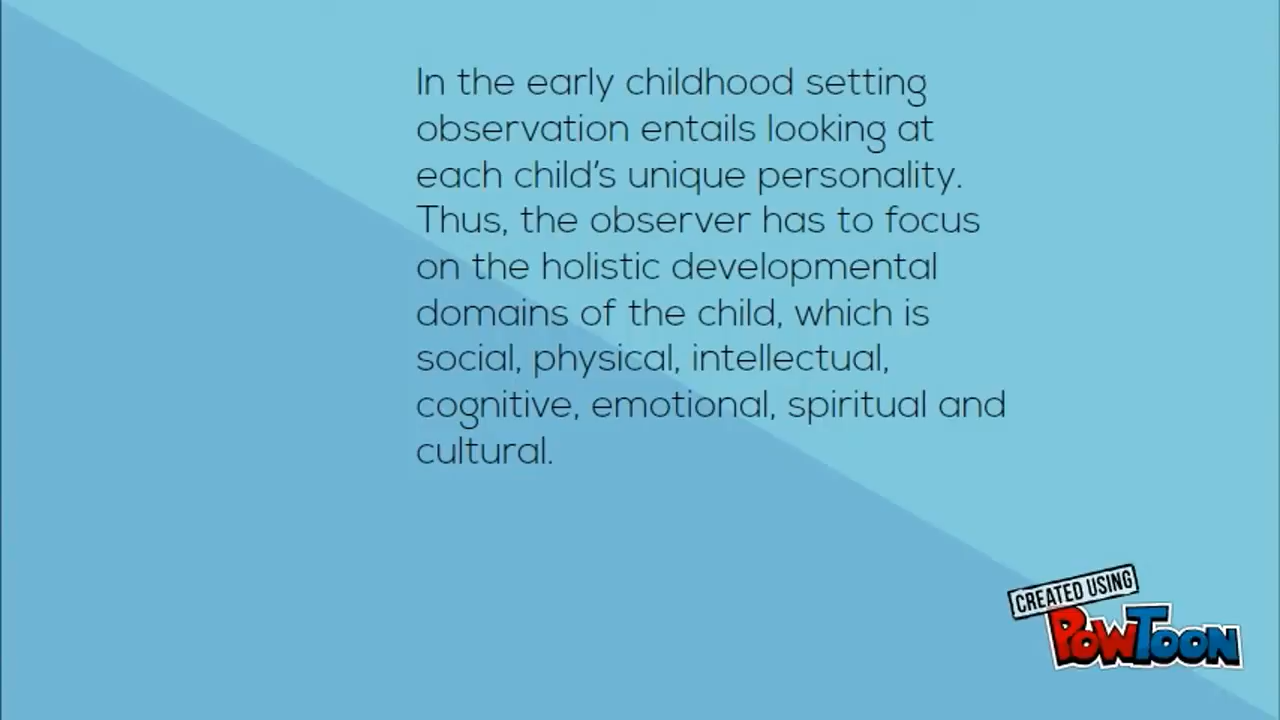 In the early childhood setting
observation entails looking at
each child's unique personality.
Thus, the observer has to focus
on the holistic developmental
domains of the child, which is
social, physical, intellectual,
cognitive, emotional, spiritual and
cultural.
CREATED USING
POWTOON